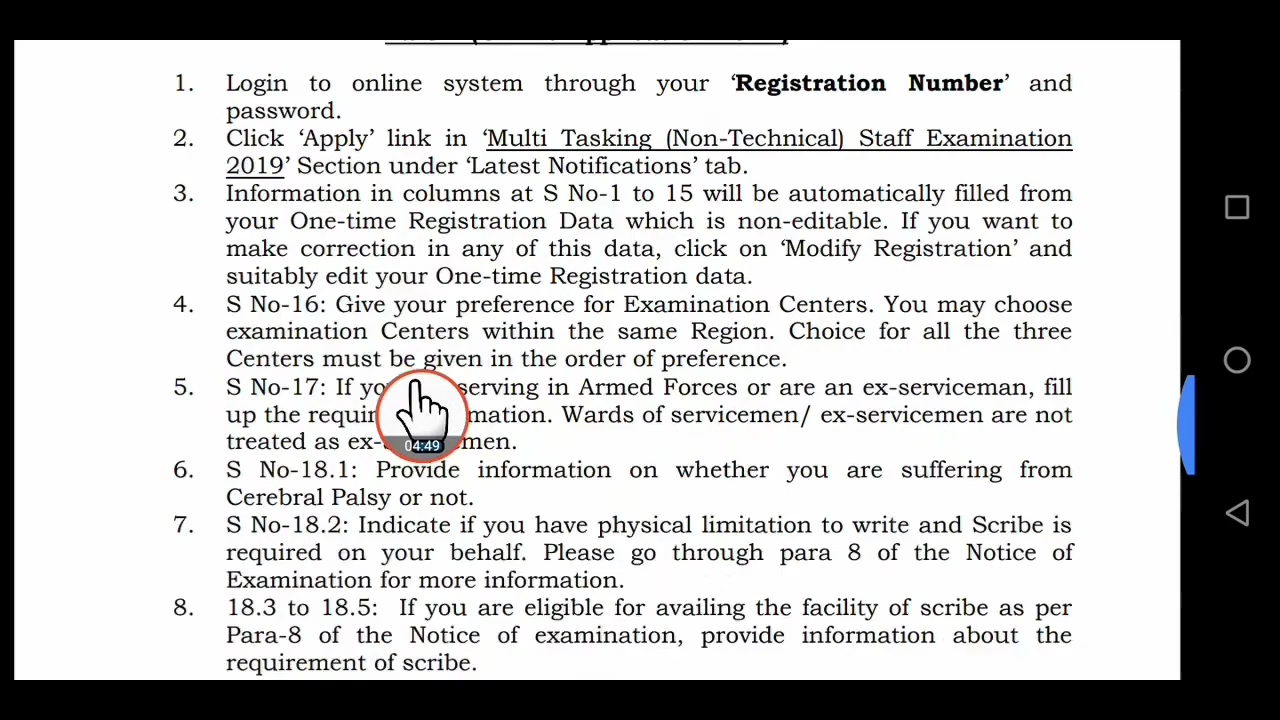 1. Login to online system through your ‘Registration Number’ and
password.
2. Click ‘Apply’ link in ‘Multi Tasking (Non-Technical) Staff Examination
2019’ Section under ‘Latest Notifications’ tab.
3. Information in columns at S No-1 to 15 will be automatically filled from
your One-time Registration Data which is non-editable. If you want to
make correction in any of this data, click on ‘Modify Registration’ and
suitably edit your One-time Registration data.
4. S No-16: Give your preference for Examination Centers. You may choose
examination Centers within the same Region. Choice for all the three
Centers must be given in the order of preference.
5. S No-17: If serving in Armed Forces or are an ex-serviceman, fill
up the Wards of servicemen/ ex-servicemen are not
treated as
04:49
6. S No-18.1: Provide information on whether you are suffering from
Cerebral Palsy or not.
7. S No-18.2: Indicate if you have physical limitation to write and Scribe is
required on your behalf. Please go through para 8 of the Notice of
Examination for more information.
8. 18.3 to 18.5: If you are eligible for availing the facility of scribe as per
Para-8 of the Notice of examination, provide information about the
requirement of scribe.